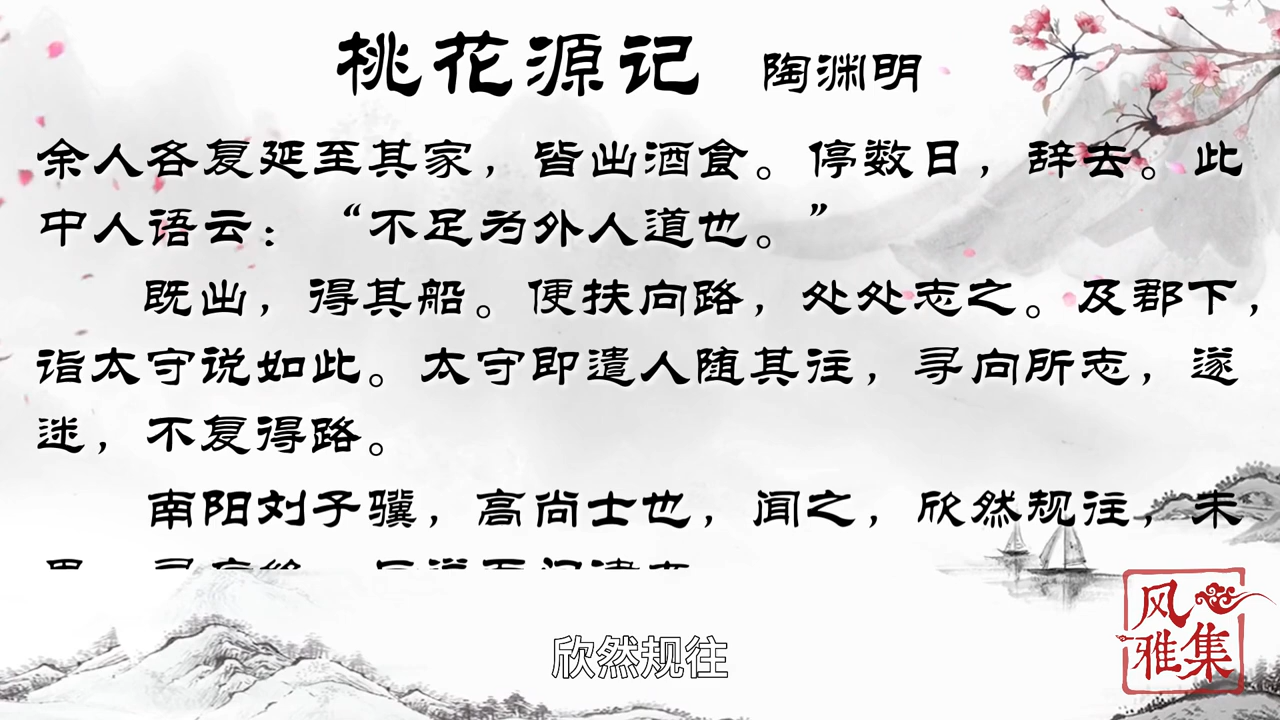 桃花源记 陶渊明
余人各复延至其家，皆出酒食。停数日，辞去。此
中人语云：“不足为外人道也。”
既出，得其船。便扶向路，处处志之。及郡下，
诣太守说如此。太守即遣人随其往，寻向所志，遂
迷，不复得路。
南阳刘子骥，高尚士也，闻之，欣然规往，未
欣然规往
风
雅集